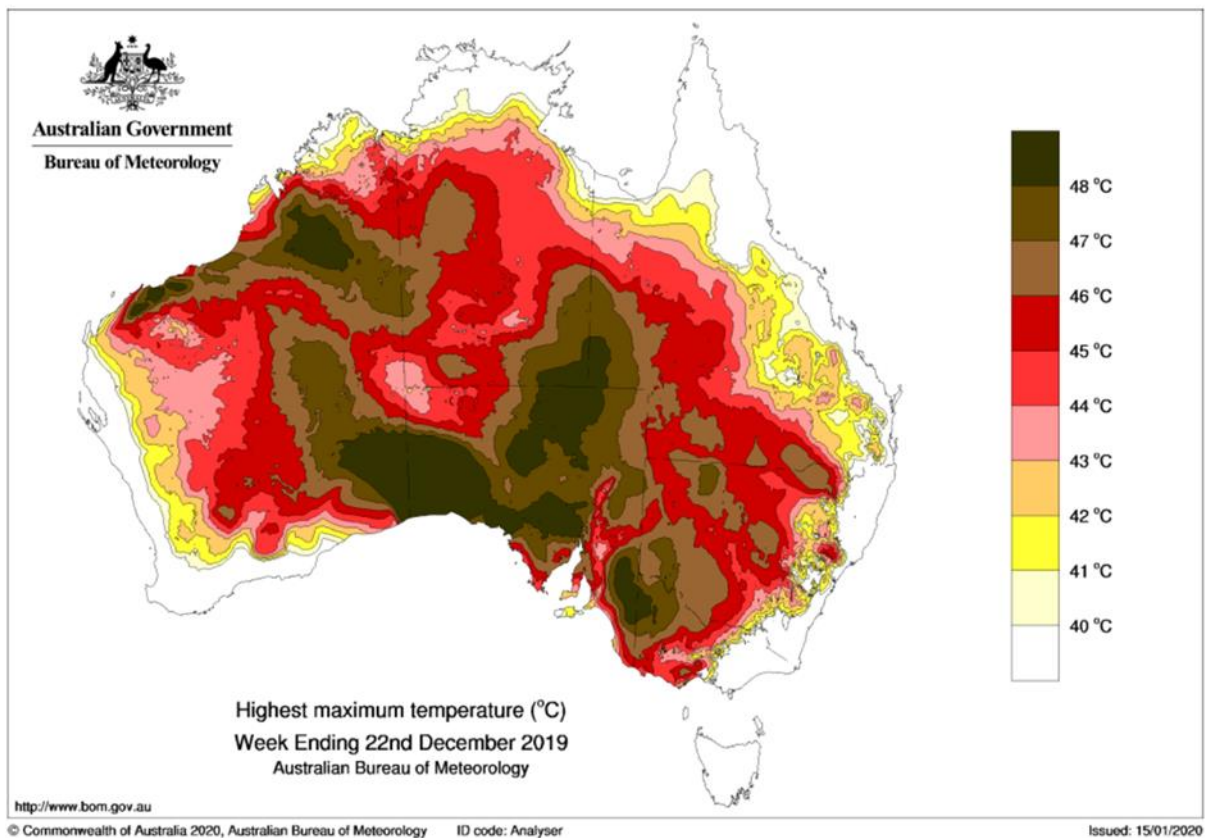 Australian Government
Bureau of Meteorology
48 °C
47 °C
46 °C
45 °C
44 °C
43 °C
42 °C
41 °C
40 °C
Highest maximum temperature (°C)
Week Ending 22nd December 2019
Australian Bureau of Meteorology
http://www.bom.gov.au
© Commonwealth of Australia 2020, Australian Bureau of Meteorology ID code: Analyser Issued: 15/01/2020